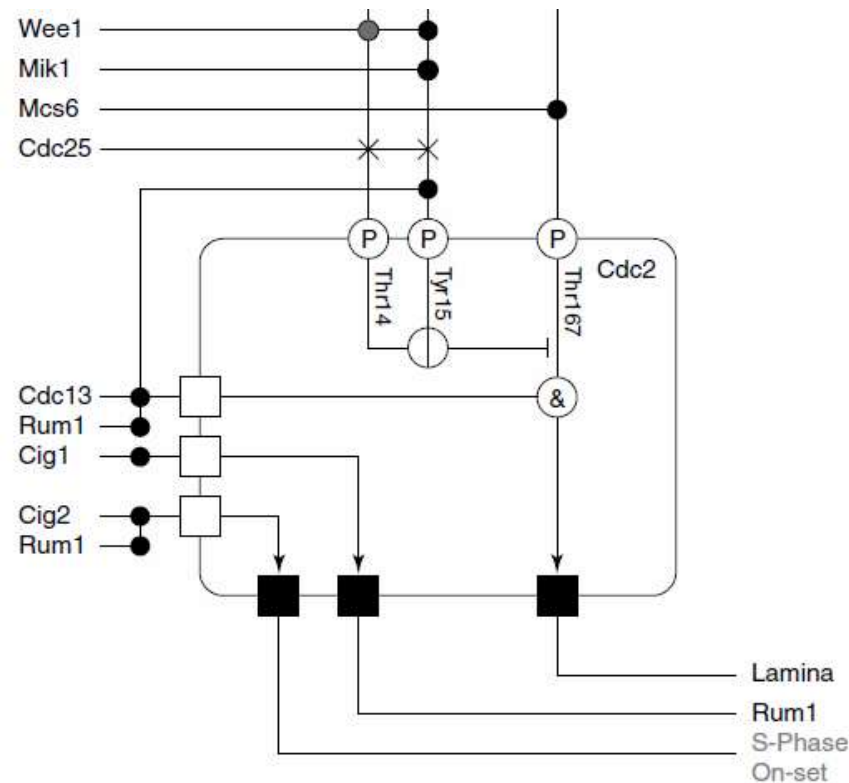 Wee1
Mik1
Mcs6
Cdc25
P
P
P
Cdc2
Thr14
Tyr15
Thr167
Cdc13
&
Rum1
Cig1
Cig2
Rum1
Lamina
Rum1
S-Phase
On-set